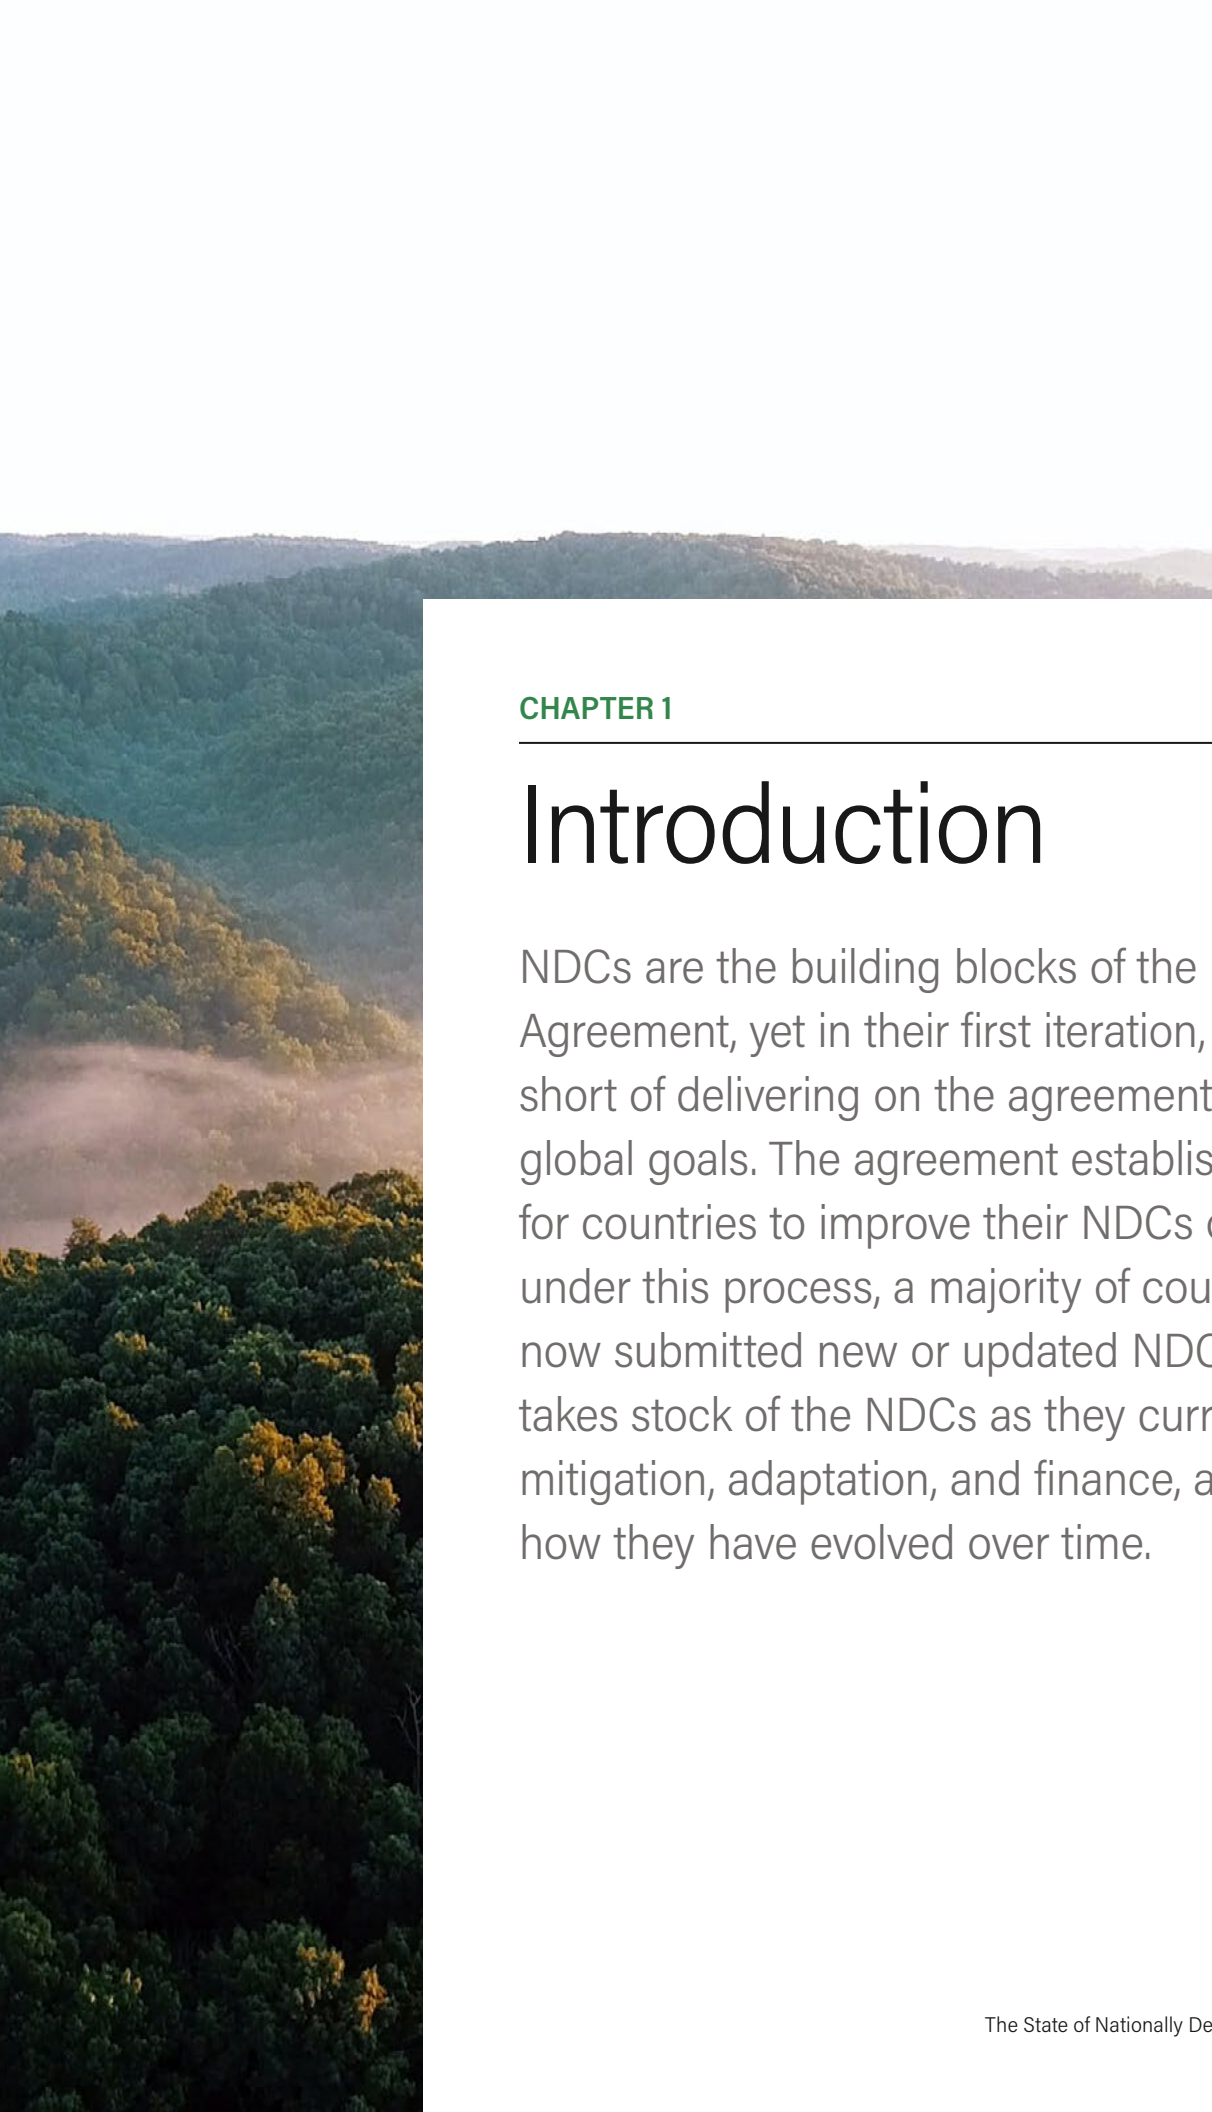 CHAPTER 1
Introduction
NDCs are the building blocks of the
Agreement, yet in their first iteration,
short of delivering on the agreement
global goals. The agreement establis
for countries to improve their NDCs
under this process, a majority of cou
now submitted new or updated NDC
takes stock of the NDCs as they curr
mitigation, adaptation, and finance, a
how they have evolved over time.
The State of Nationally De